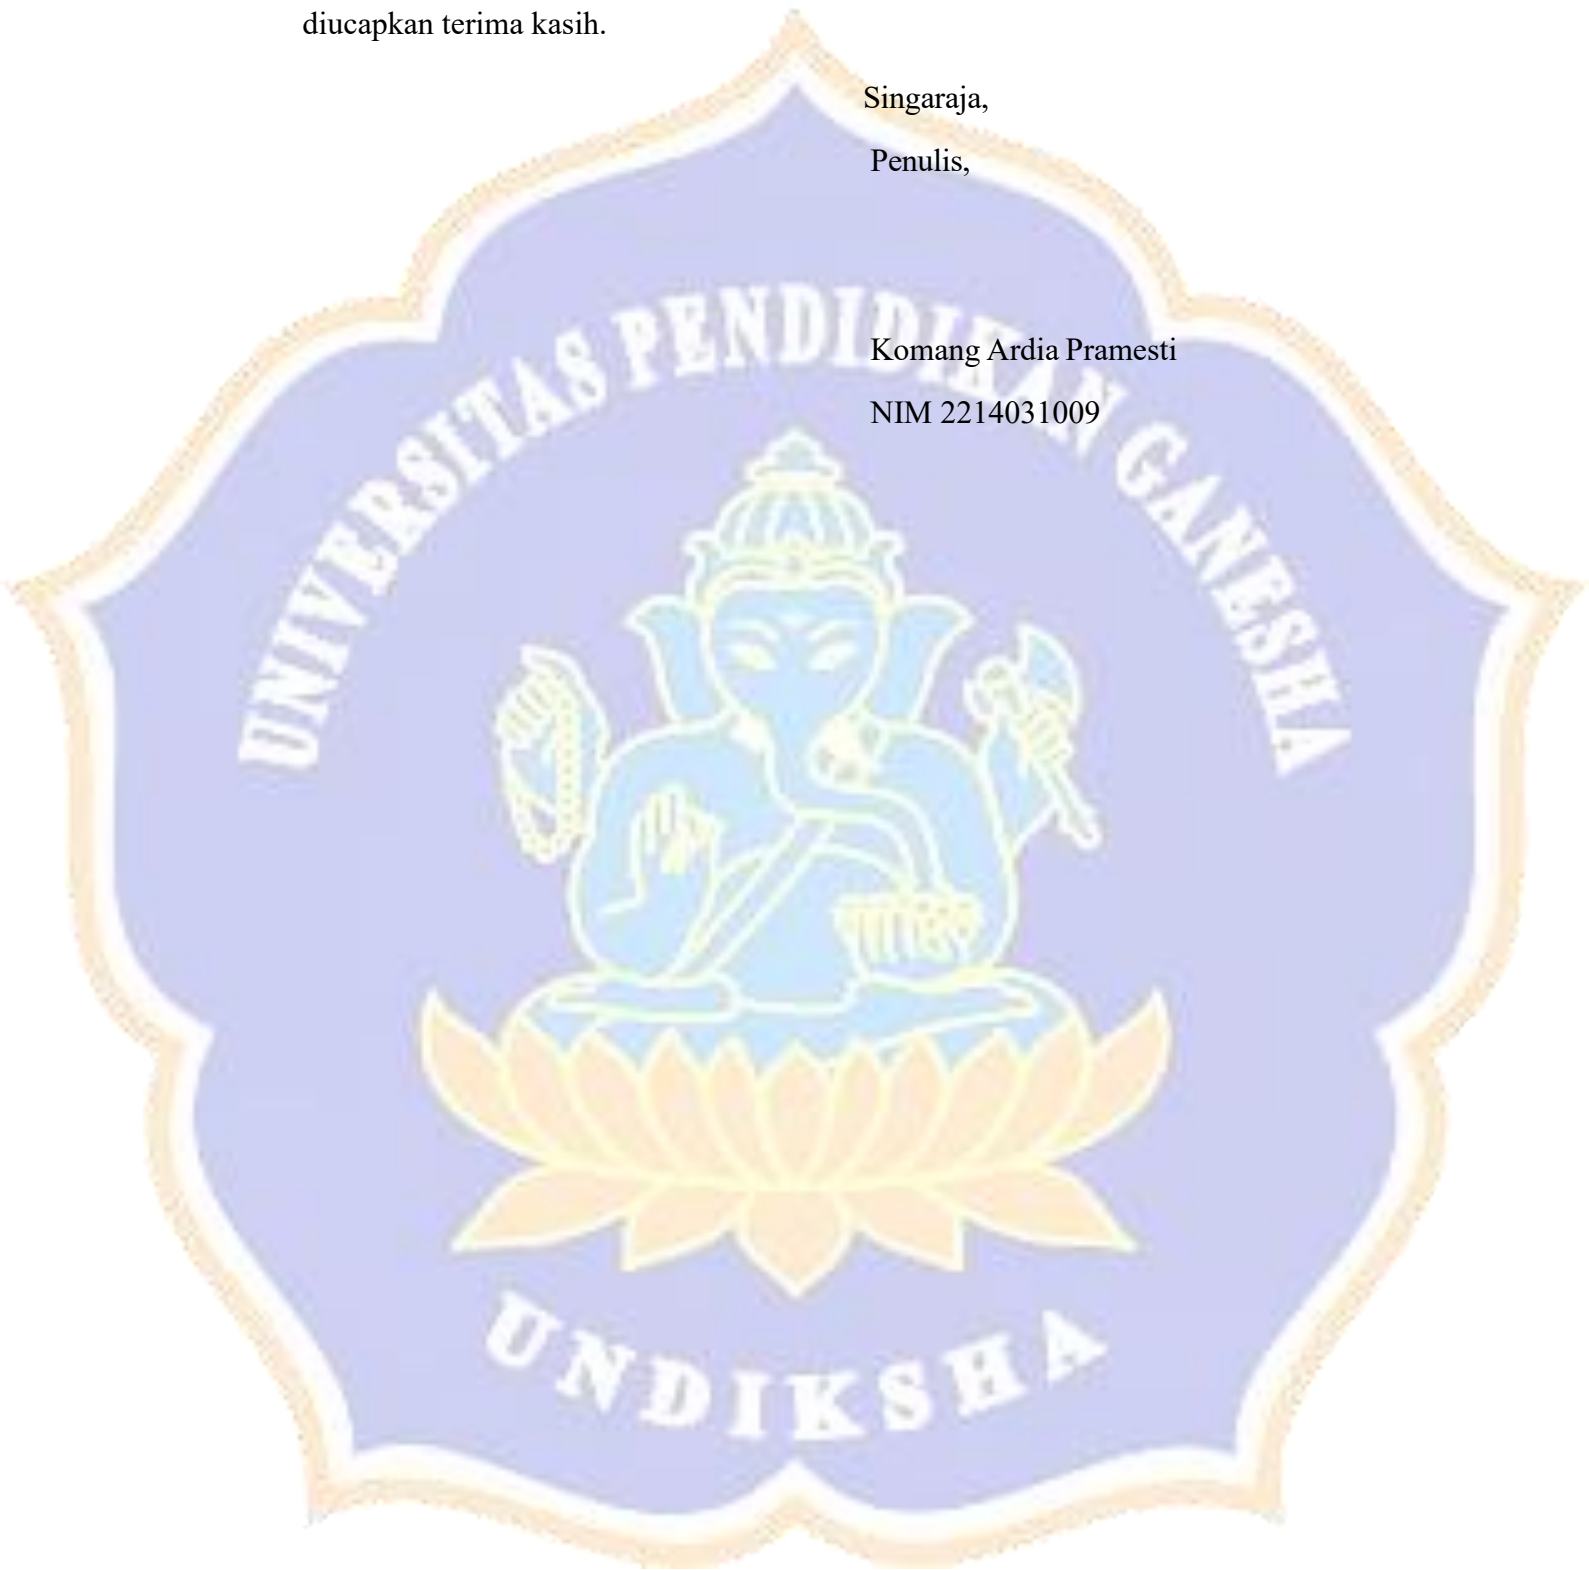 diucapkan terima kasih.
Singaraja,
Penulis,
Komang Ardia Pramesti
NIM 2214031009
UNIVERSITAS PENDIDIKAN GANESHA
UNDIKSHA